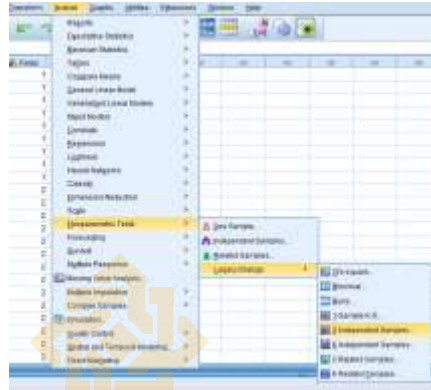 Analyze Graphs Utilities Extensions Window Help
Reports
Descriptive Statistics
Bayesian Statistics
Tables
Compare Means
General Linear Model
Generalized Linear Models
Mixed Models
Correlate
Regression
Loglinear
Neural Networks
Classify
Dimension Reduction
Scale
Nonparametric Tests
Forecasting
Survival
Multiple Response
Missing Value Analysis...
Multiple Imputation
Complex Samples
Simulation...
Quality Control
Spatial and Temporal Modeling...
Direct Marketing
One Sample...
Independent Samples...
Related Samples...
Legacy Dialogs
Chi-square...
Binomial...
Runs...
1-Sample K-S...
2 Independent Samples...
K Independent Samples...
2 Related Samples...
K Related Samples...